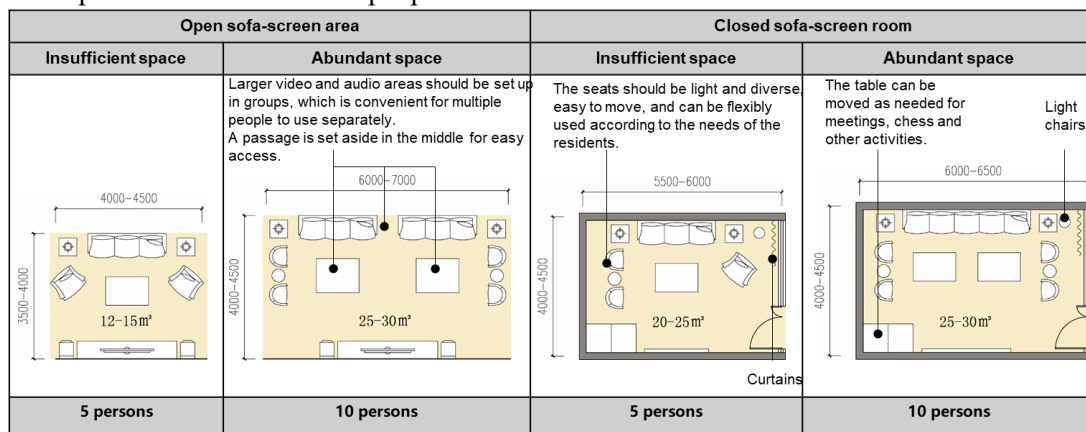 Open sofa-screen area
Closed sofa-screen room
Insufficient space
Abundant space
Insufficient space
Abundant space
Larger video and audio areas should be set up
in groups, which is convenient for multiple
people to use separately.
A passage is set aside in the middle for easy
access.
The seats should be light and diverse,
easy to move, and can be flexibly
used according to the needs of the
residents.
The table can be
moved as needed for
meetings, chess and
other activities.
Light
chairs
4000-4500
3500-4000
12-15m²
6000-7000
4000-4500
25-30m²
5500-6000
4000-4500
20-25m²
Curtains
6000-6500
4000-4500
25-30m²
5 persons
10 persons
5 persons
10 persons